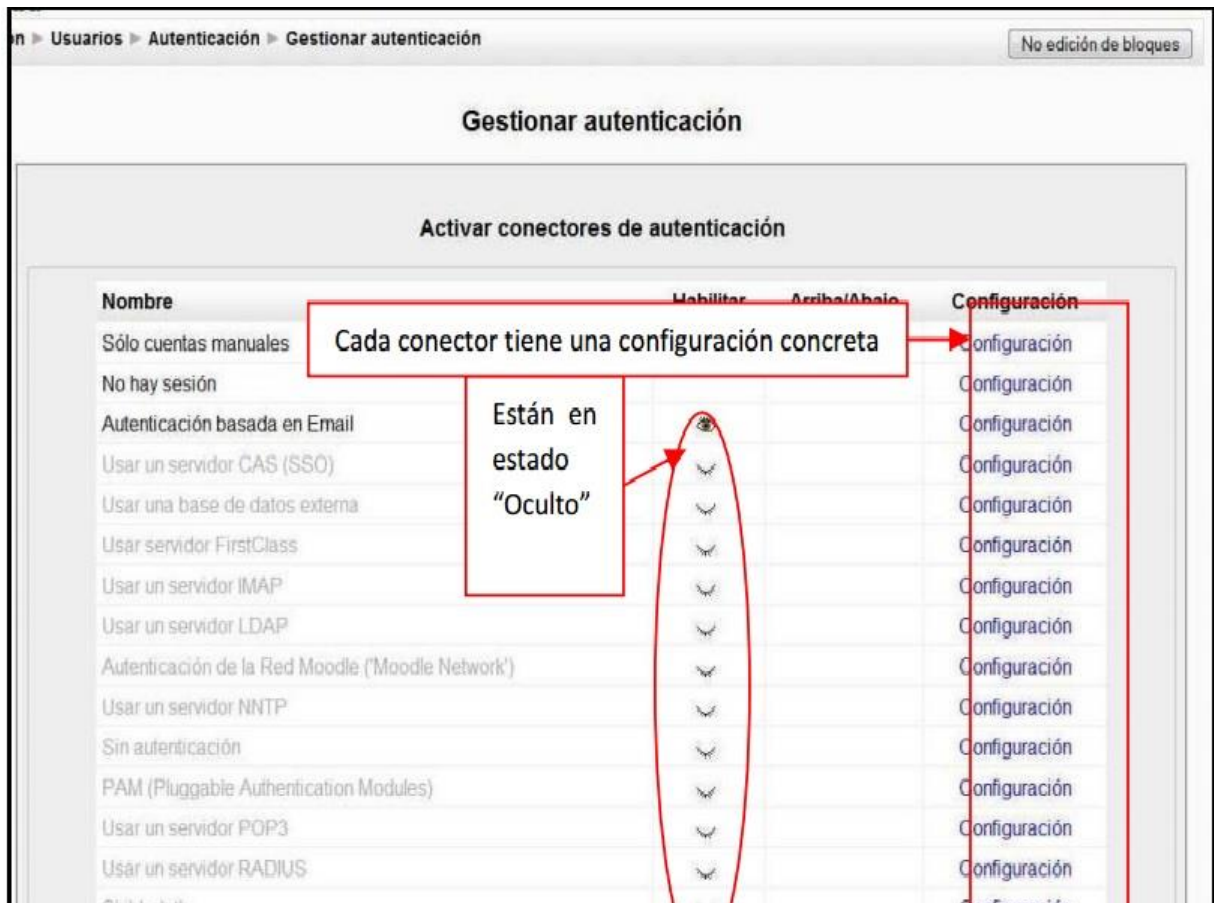 Usuarios ► Autenticación ► Gestionar autenticación
No edición de bloques
Gestionar autenticación
Activar conectores de autenticación
Nombre Habilitar Arriba/Abajo Configuración
Cada conector tiene una configuración concreta
Sólo cuentas manuales Configuración
No hay sesión Configuración
Están en
estado
“Oculto”
Autenticación basada en Email Configuración
Usar un servidor CAS (SSO) Configuración
Usar una base de datos externa Configuración
Usar servidor FirstClass Configuración
Usar un servidor IMAP Configuración
Usar un servidor LDAP Configuración
Autenticación de la Red Moodle ('Moodle Network') Configuración
Usar un servidor NNTP Configuración
Sin autenticación Configuración
PAM (Pluggable Authentication Modules) Configuración
Usar un servidor POP3 Configuración
Usar un servidor RADIUS Configuración